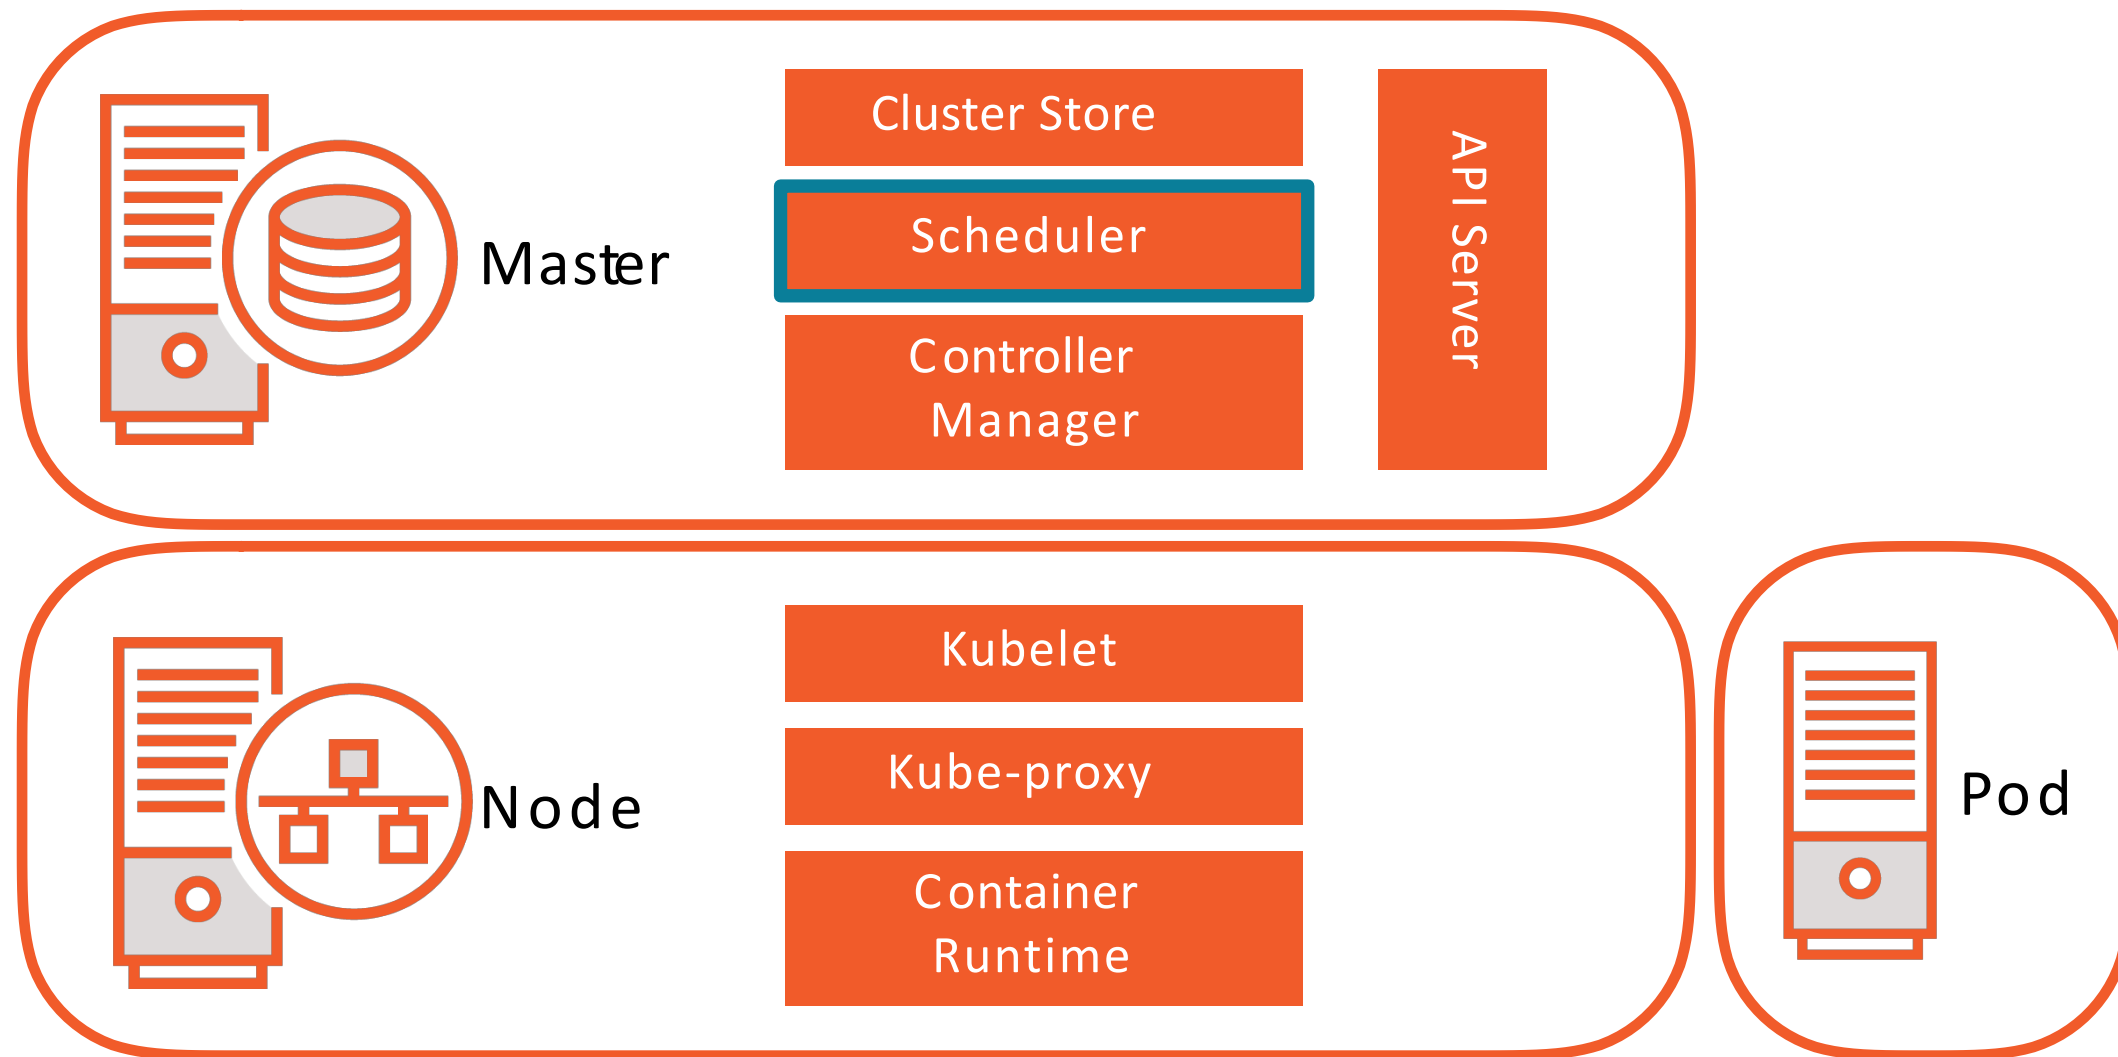 Cluster Store
API Server
Scheduler
Master
Controller
Manager
Kubelet
Kube-proxy
Node
Pod
Container
Runtime